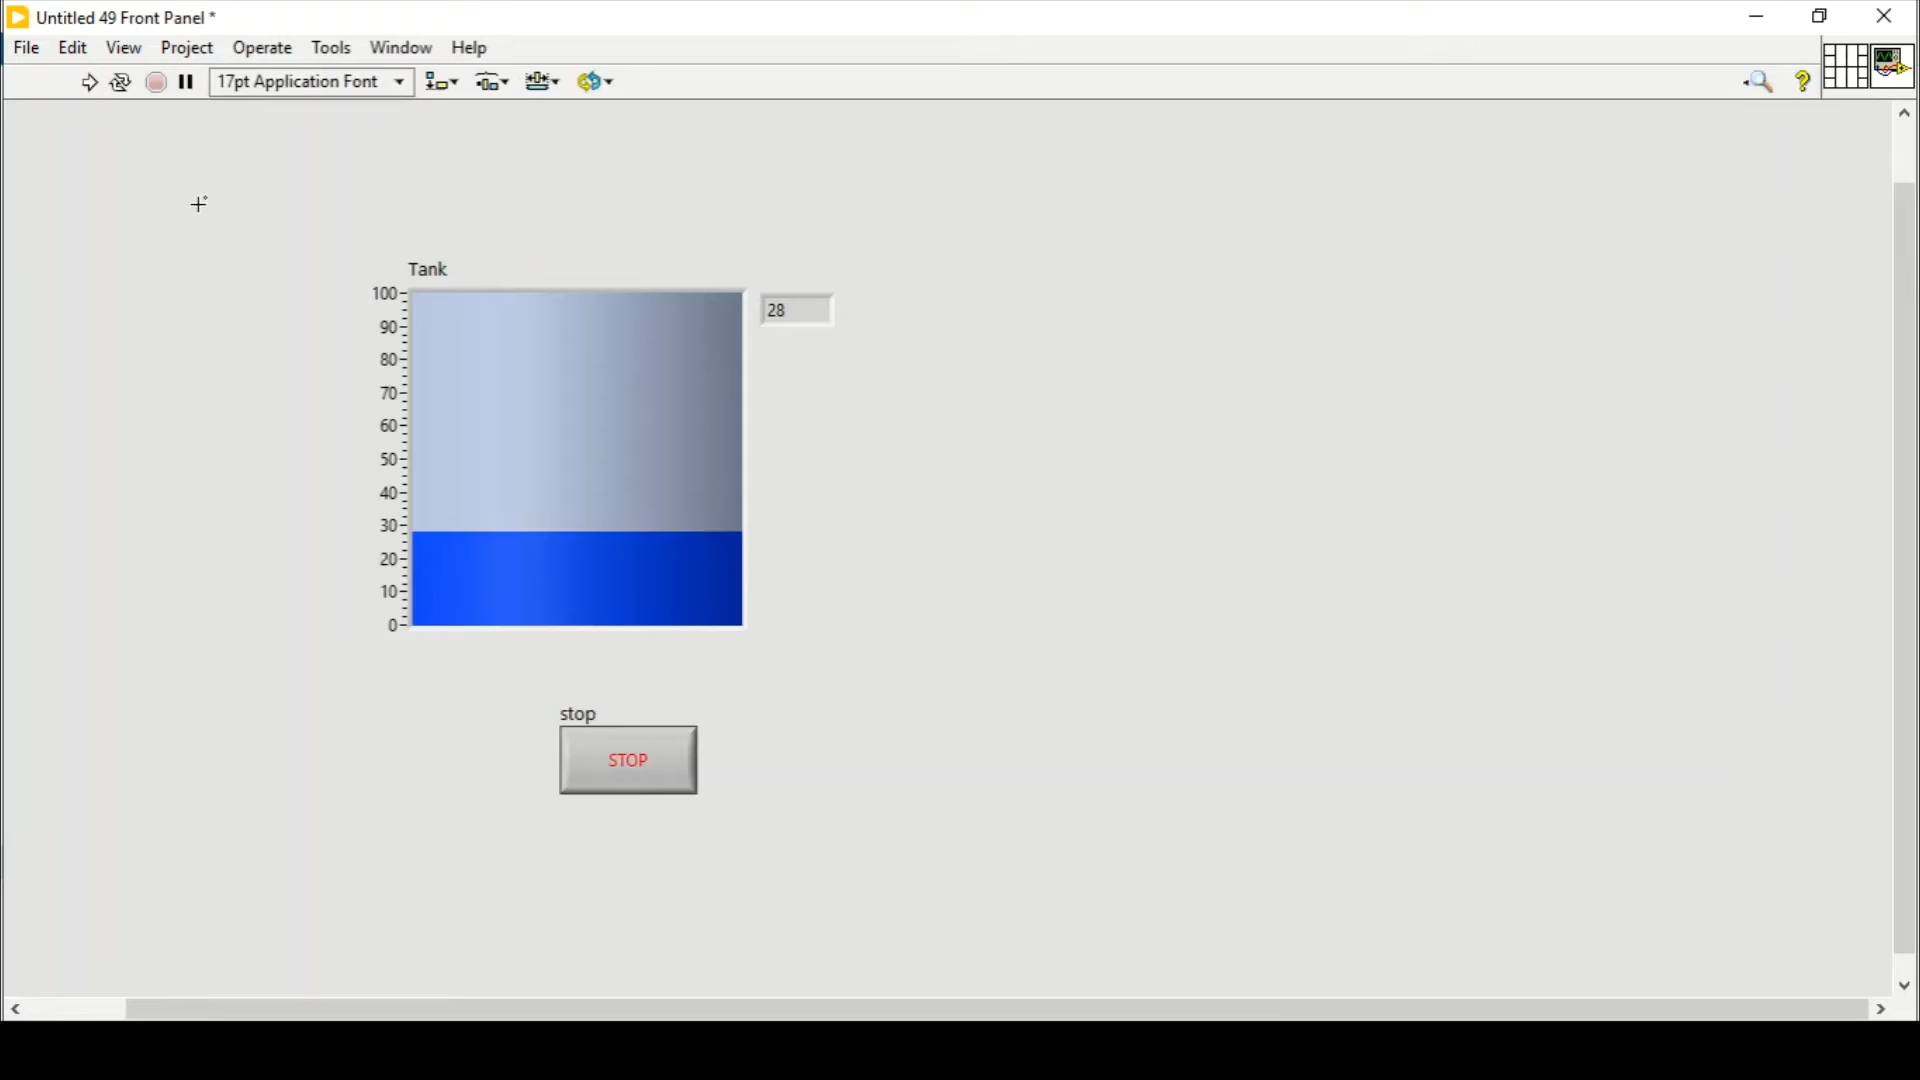 Untitled 49 Front Panel *
File Edit View Project Operate Tools Window Help
17pt Application Font
?
Tank
100
90
80
70
60
50
40
30
20
10
0
28
stop
STOP